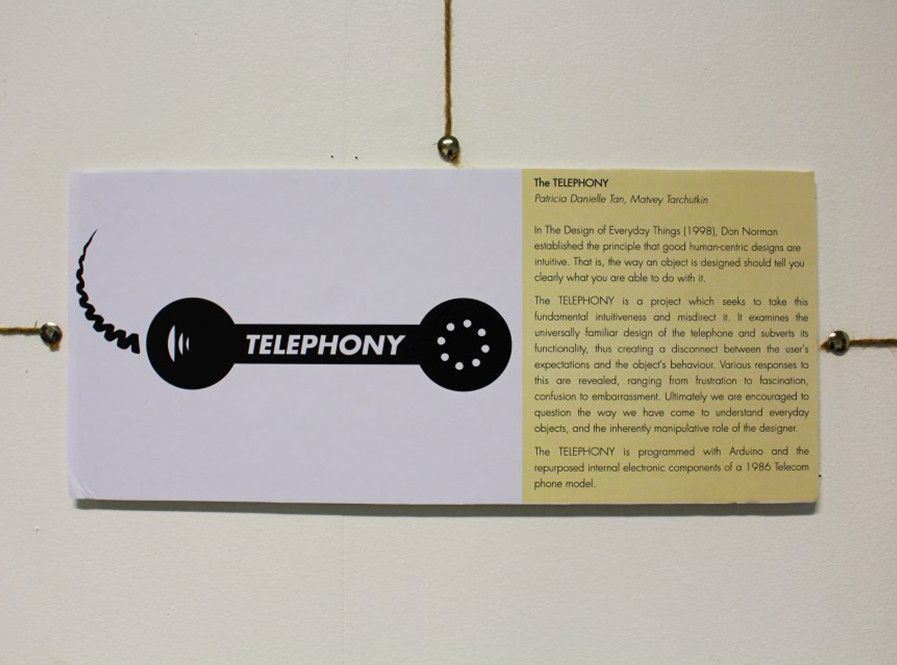 TELEPHONY
The TELEPHONY
Patricia Danielle Tan, Matvey Tarchutkin
In The Design of Everyday Things (1998), Don Norman
established the principle that good human-centric designs are
intuitive. That is, the way an object is designed should tell you
clearly what you are able to do with it.
The TELEPHONY is a project which seeks to take this
fundamental intuitiveness and misdirect it. It examines the
universally familiar design of the telephone and subverts its
functionality, thus creating a disconnect between the user's
expectations and the object's behaviour. Various responses to
this are revealed, ranging from frustration to fascination,
confusion to embarrassment. Ultimately we are encouraged to
question the way we have come to understand everyday
objects, and the inherently manipulative role of the designer.
The TELEPHONY is programmed with Arduino and the
repurposed internal electronic components of a 1986 Telecom
phone model.